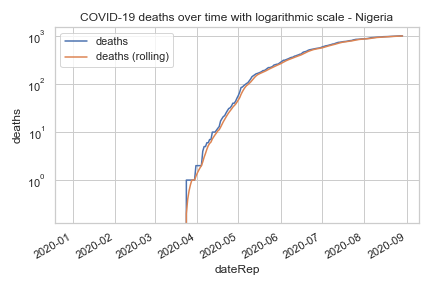 COVID-19 deaths over time with logarithmic scale - Nigeria
deaths
deaths (rolling)
10³
10²
10¹
10⁰
deaths
2020-01
2020-02
2020-03
2020-04
2020-05
2020-06
2020-07
2020-08
2020-09
dateRep